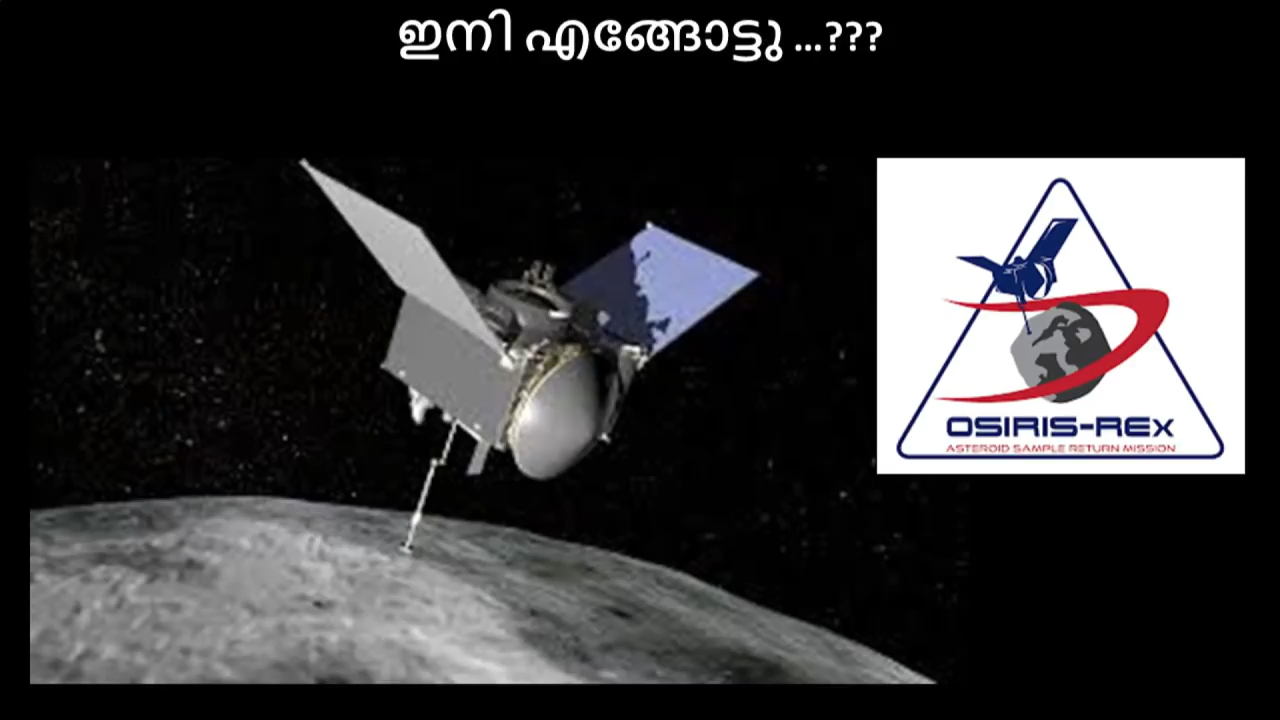 ഇനി എങ്ങോട്ടു ...???
OSIRIS-REx
ASTEROID SAMPLE RETURN MISSION